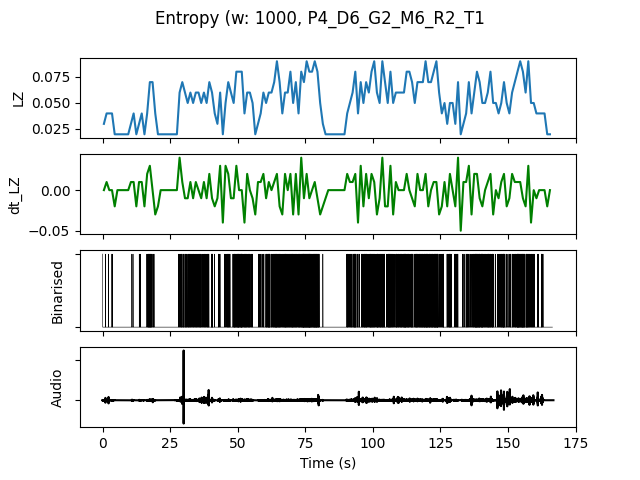 Entropy (w: 1000, P4_D6_G2_M6_R2_T1
LZ
0.075
0.050
0.025
dt_LZ
0.00
−0.05
Binarised
Audio
0
25
50
75
100
125
150
175
Time (s)